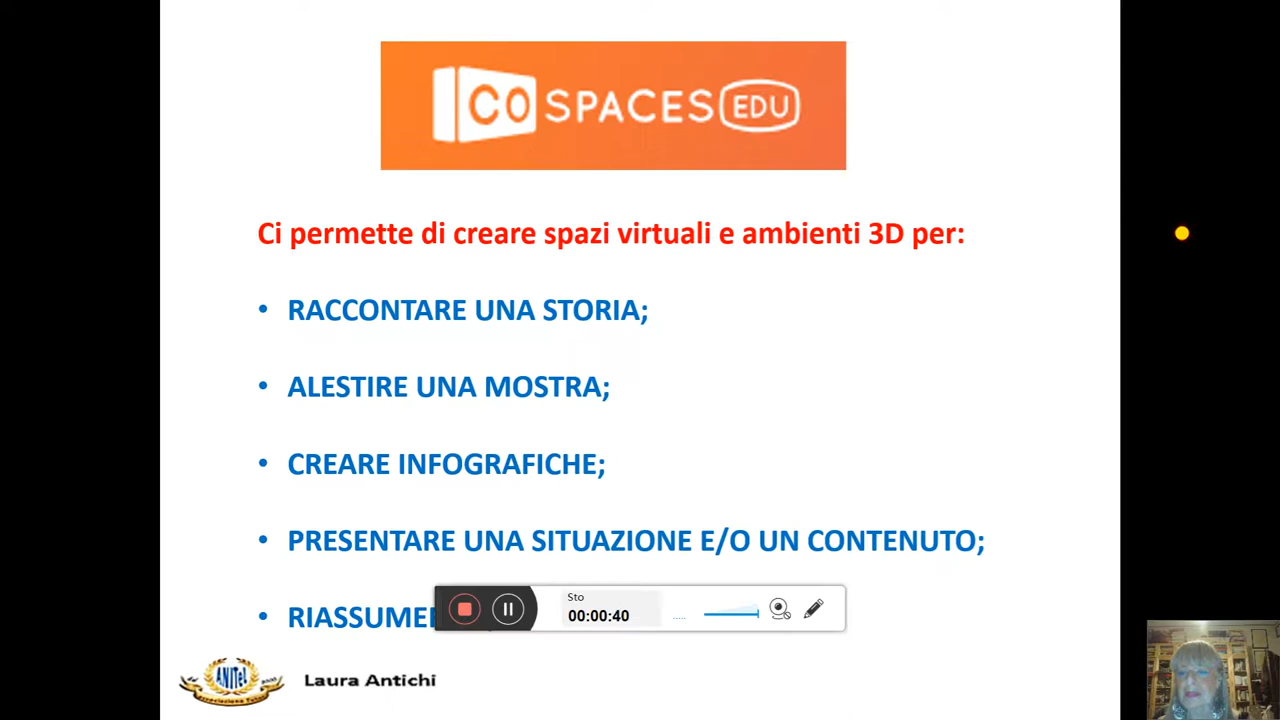 CO SPACES EDU
Ci permette di creare spazi virtuali e ambienti 3D per:
• RACCONTARE UNA STORIA;
• ALESTIRE UNA MOSTRA;
• CREARE INFOGRAFICHE;
• PRESENTARE UNA SITUAZIONE E/O UN CONTENUTO;
• RIASSUME
Sto
00:00:40
ANITeL
Laura Antichi